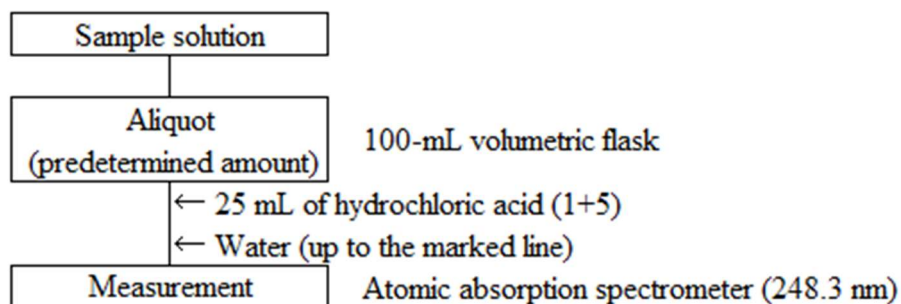 Sample solution
Aliquot
(predetermined amount)
100-mL volumetric flask
← 25 mL of hydrochloric acid (1+5)
← Water (up to the marked line)
Measurement
Atomic absorption spectrometer (248.3 nm)